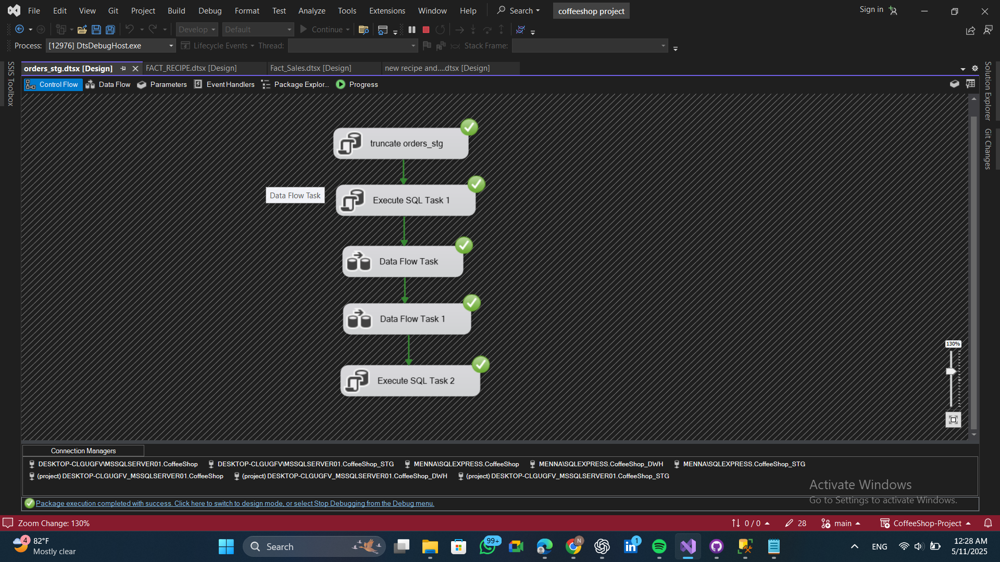 File Edit View Git Project Build Debug Format Test Analyze Tools Extensions Window Help Search coffeeshop project Sign in
Develop Default Continue
Process: [12976] DtsDebugHost.exe Lifecycle Events Thread: Stack Frame:
orders_stg.dtsx [Design] FACT_RECIPE.dtsx [Design] Fact_Sales.dtsx [Design] new recipe and....dtsx [Design]
Control Flow Data Flow Parameters Event Handlers Package Explor... Progress
SSIS Toolbox
Solution Explorer
Git Changes
truncate orders_stg
Data Flow Task
Execute SQL Task 1
Data Flow Task
Data Flow Task 1
Execute SQL Task 2
130%
Connection Managers
DESKTOP-CLGUGFV\MSSQLSERVER01.CoffeeShop DESKTOP-CLGUGFV\MSSQLSERVER01.CoffeeShop_STG MENNA\SQLEXPRESS.CoffeeShop MENNA\SQLEXPRESS.CoffeeShop_DWH MENNA\SQLEXPRESS.CoffeeShop_STG
(project) DESKTOP-CLGUGFV_MSSQLSERVER01.CoffeeShop (project) DESKTOP-CLGUGFV_MSSQLSERVER01.CoffeeShop_DWH (project) DESKTOP-CLGUGFV_MSSQLSERVER01.CoffeeShop_STG
Activate Windows
Go to Settings to activate Windows.
Package execution completed with success. Click here to switch to design mode, or select Stop Debugging from the Debug menu.
Zoom Change: 130% 0 / 0 28 main CoffeeShop-Project
4 82°F
Mostly clear
Search
99+
N
in 1
ENG
12:28 AM
5/11/2025